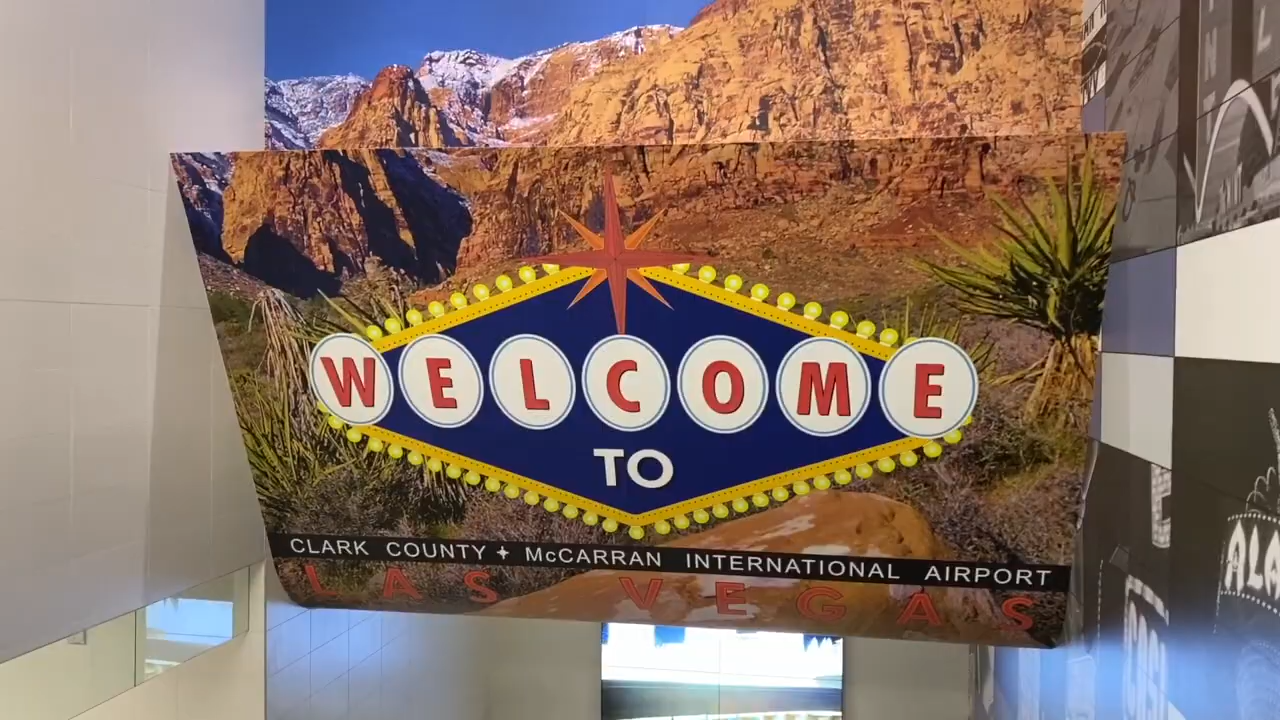 WELCOME
TO
CLARK COUNTY ✦ McCARRAN INTERNATIONAL AIRPORT
LAS VEGAS